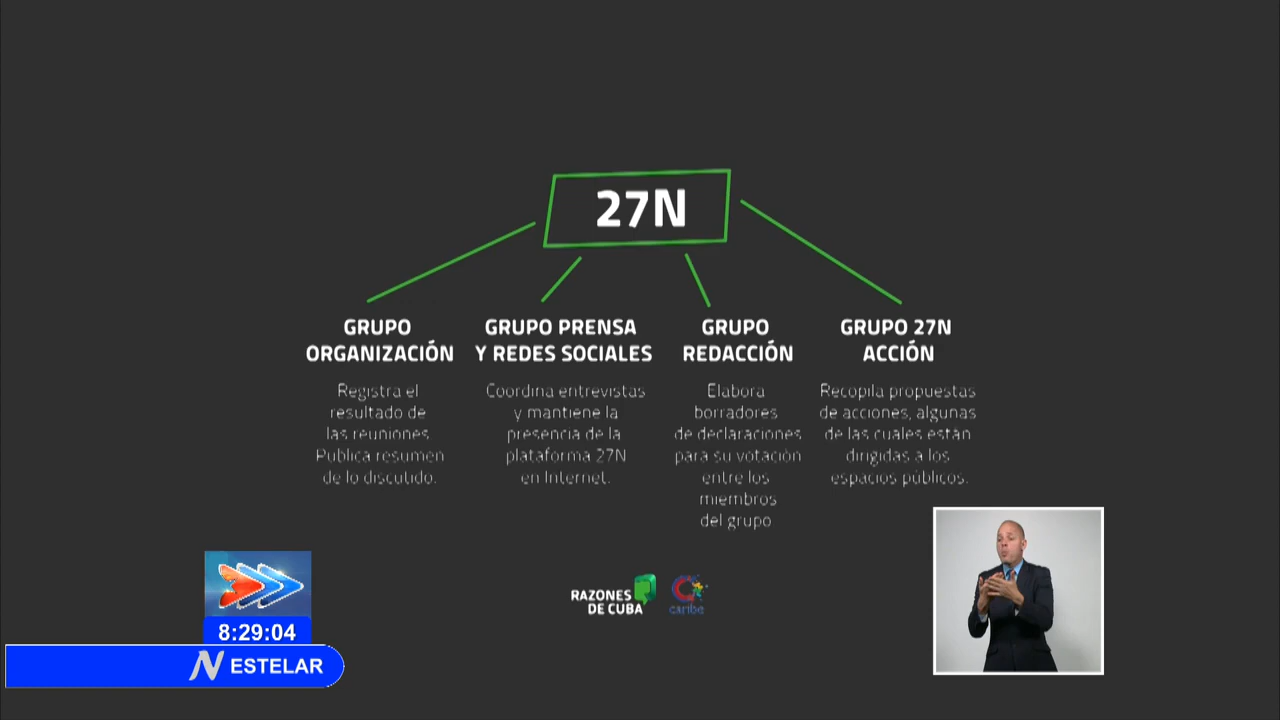 27N
GRUPO
ORGANIZACIÓN
Registra el
resultado de
las reuniones.
Publica resumen
de lo discutido.
GRUPO PRENSA
Y REDES SOCIALES
Coordina entrevistas
y mantiene la
presencia de la
plataforma 27N
en Internet.
GRUPO
REDACCIÓN
Elabora
borradores
de declaraciones
para su votación
entre los
miembros
del grupo
GRUPO 27N
ACCIÓN
Recopila propuestas
de acciones, algunas
de las cuales están
dirigidas a los
espacios públicos.
RAZONES
DE CUBA
caribe
8:29:04
N ESTELAR